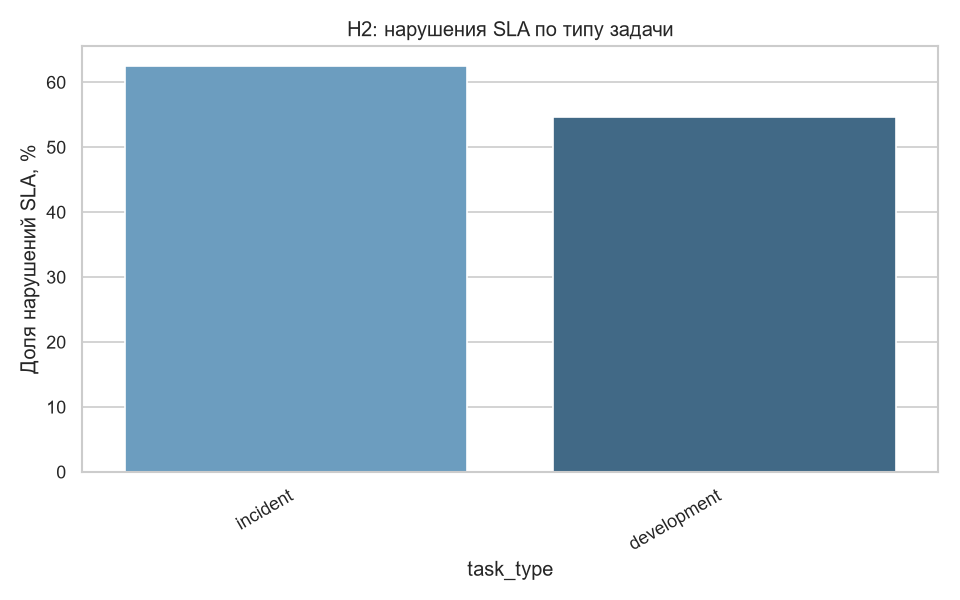 H2: нарушения SLA по типу задачи
Доля нарушений SLA, %
60
50
40
30
20
10
0
incident
development
task_type